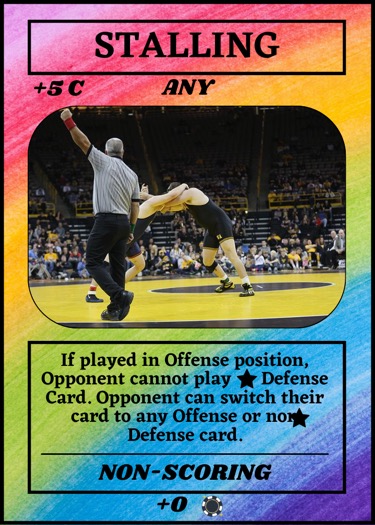 STALLING
+5 C ANY
If played in Offense position,
Opponent cannot play ★ Defense
Card. Opponent can switch their
card to any Offense or non★
Defense card.
NON-SCORING
+0